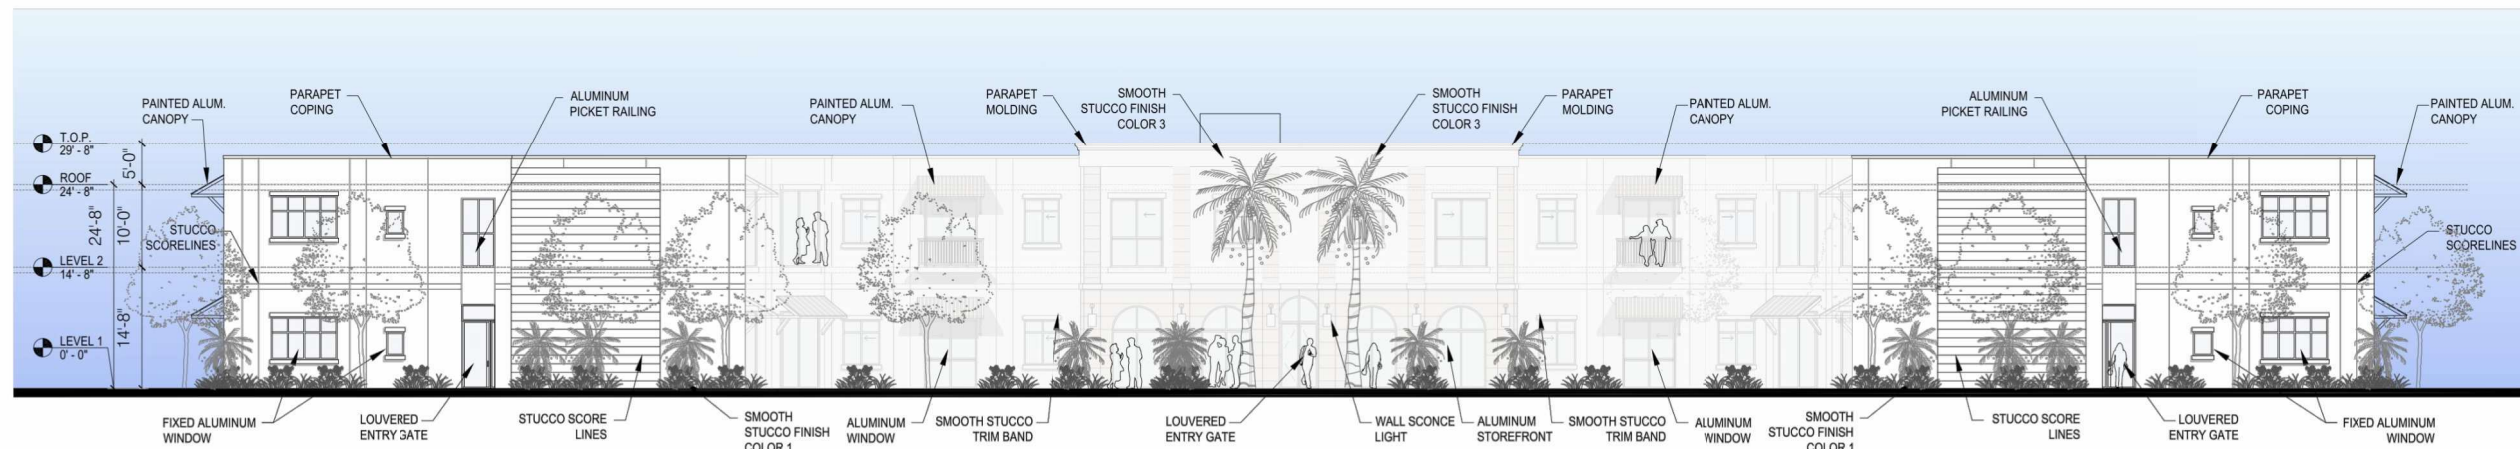 PAINTED ALUM.
CANOPY
PARAPET
COPING
ALUMINUM
PICKET RAILING
PAINTED ALUM.
CANOPY
PARAPET
MOLDING
SMOOTH
STUCCO FINISH
COLOR 3
SMOOTH
STUCCO FINISH
COLOR 3
PARAPET
MOLDING
PAINTED ALUM.
CANOPY
ALUMINUM
PICKET RAILING
PARAPET
COPING
PAINTED ALUM.
CANOPY
T.O.P.
29' - 8"
ROOF
24' - 8"
LEVEL 2
14' - 8"
LEVEL 1
0' - 0"
5'-0"
24'-8"
10'-0"
14'-8"
STUCCO
SCORELINES
STUCCO
SCORELINES
FIXED ALUMINUM
WINDOW
LOUVERED
ENTRY GATE
STUCCO SCORE
LINES
SMOOTH
STUCCO FINISH
COLOR 1
ALUMINUM
WINDOW
SMOOTH STUCCO
TRIM BAND
LOUVERED
ENTRY GATE
WALL SCONCE
LIGHT
ALUMINUM
STOREFRONT
SMOOTH STUCCO
TRIM BAND
ALUMINUM
WINDOW
SMOOTH
STUCCO FINISH
COLOR 1
STUCCO SCORE
LINES
LOUVERED
ENTRY GATE
FIXED ALUMINUM
WINDOW